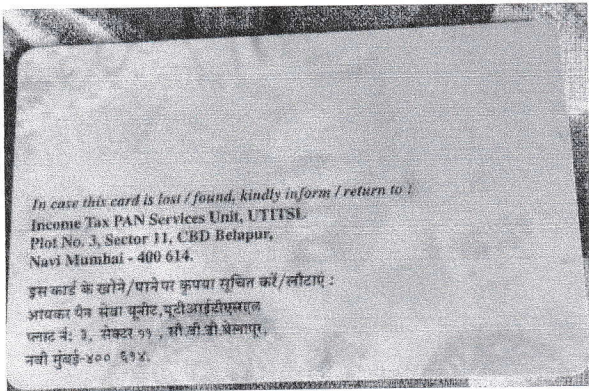 In case this card is lost / found, kindly inform / return to :
Income Tax PAN Services Unit, UTITSL
Plot No. 3, Sector 11, CBD Belapur,
Navi Mumbai - 400 614.
इस कार्ड के खोने/पाने पर कृपया सूचित करें/लौटाएं :
आयकर पैन सेवा यूनीट,यूटीआईटीएसएल
प्लाट नं: ३, सेक्टर ११ , सी.बी.डी.बेलापूर,
नवी मुंबई-४०० ६१४.